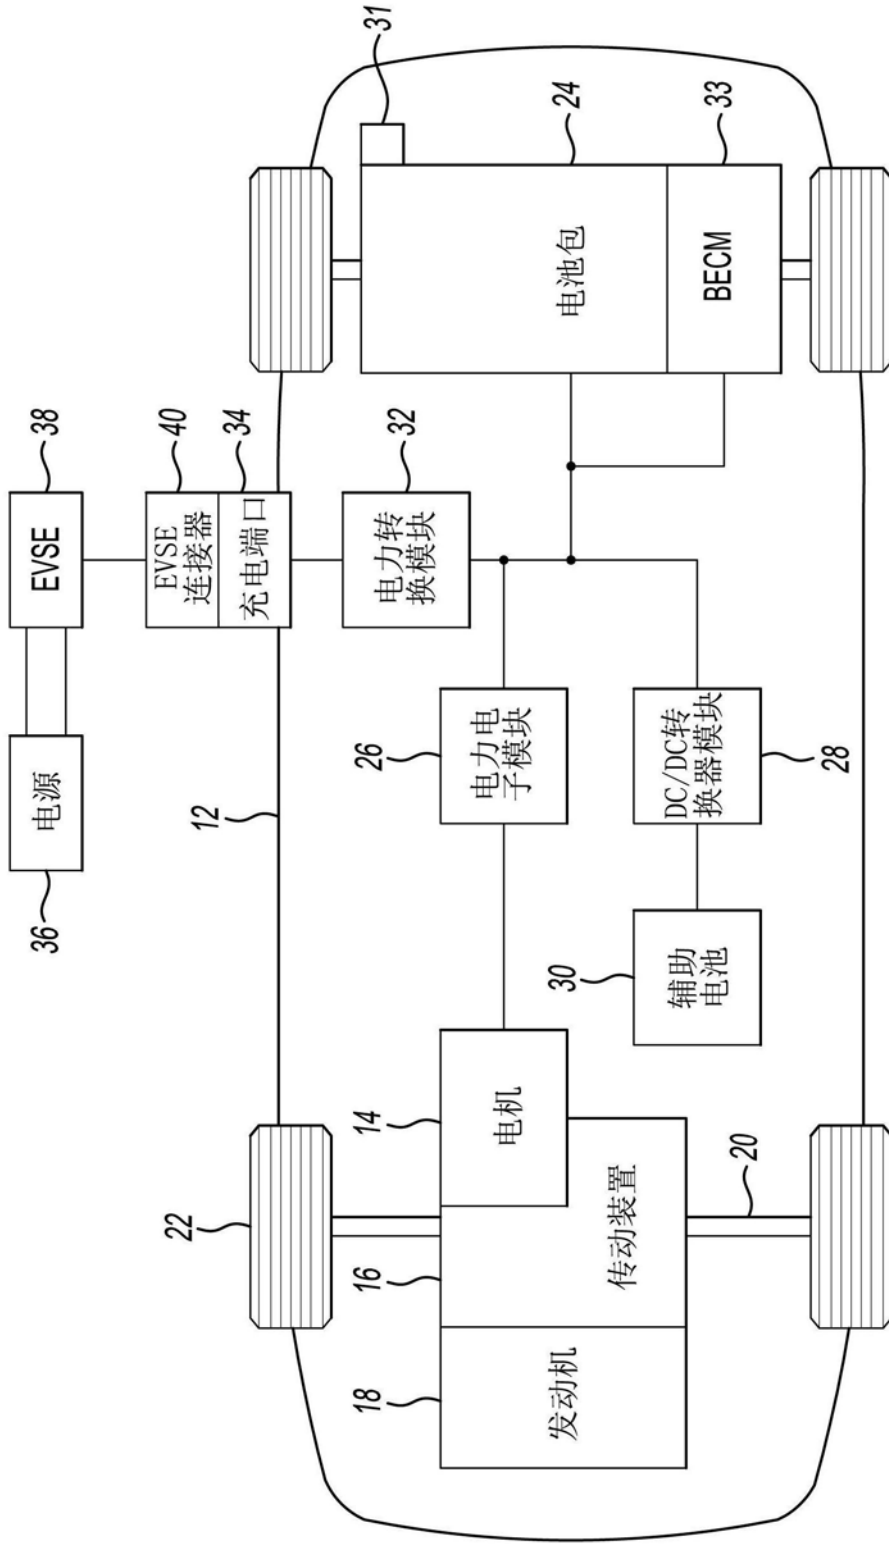 36
电源
EVSE
38
EVSE
连接器
40
充电端口
34
22
12
18
16
14
26
电力转
换模块
32
31
电力电
子模块
电机
发动机
传动装置
电池包
24
30
辅助
电池
DC/DC转
换器模块
28
BECM
33
20